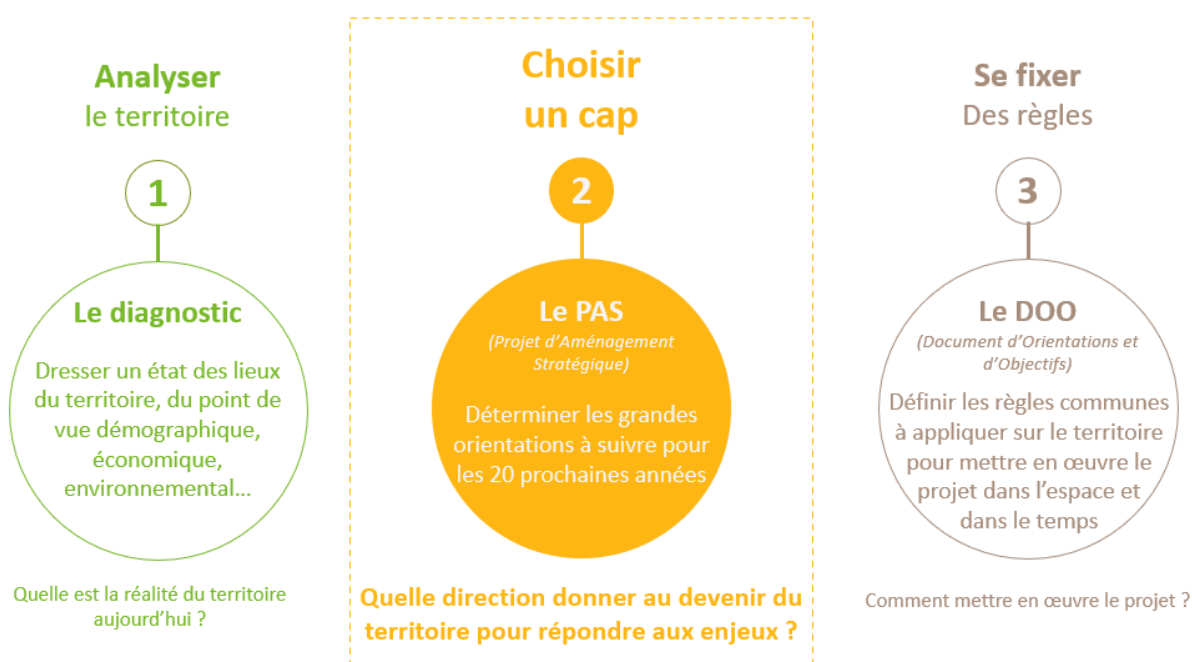 Analyser
le territoire
1
Le diagnostic
Dresser un état des lieux
du territoire, du point de
vue démographique,
économique,
environnemental...
Quelle est la réalité du territoire
aujourd’hui ?
Choisir
un cap
2
Le PAS
(Projet d’Aménagement
Stratégique)
Déterminer les grandes
orientations à suivre pour
les 20 prochaines années
Quelle direction donner au devenir du
territoire pour répondre aux enjeux ?
Se fixer
Des règles
3
Le DOO
(Document d’Orientations et
d’Objectifs)
Définir les règles communes
à appliquer sur le territoire
pour mettre en œuvre le
projet dans l’espace et
dans le temps
Comment mettre en œuvre le projet ?